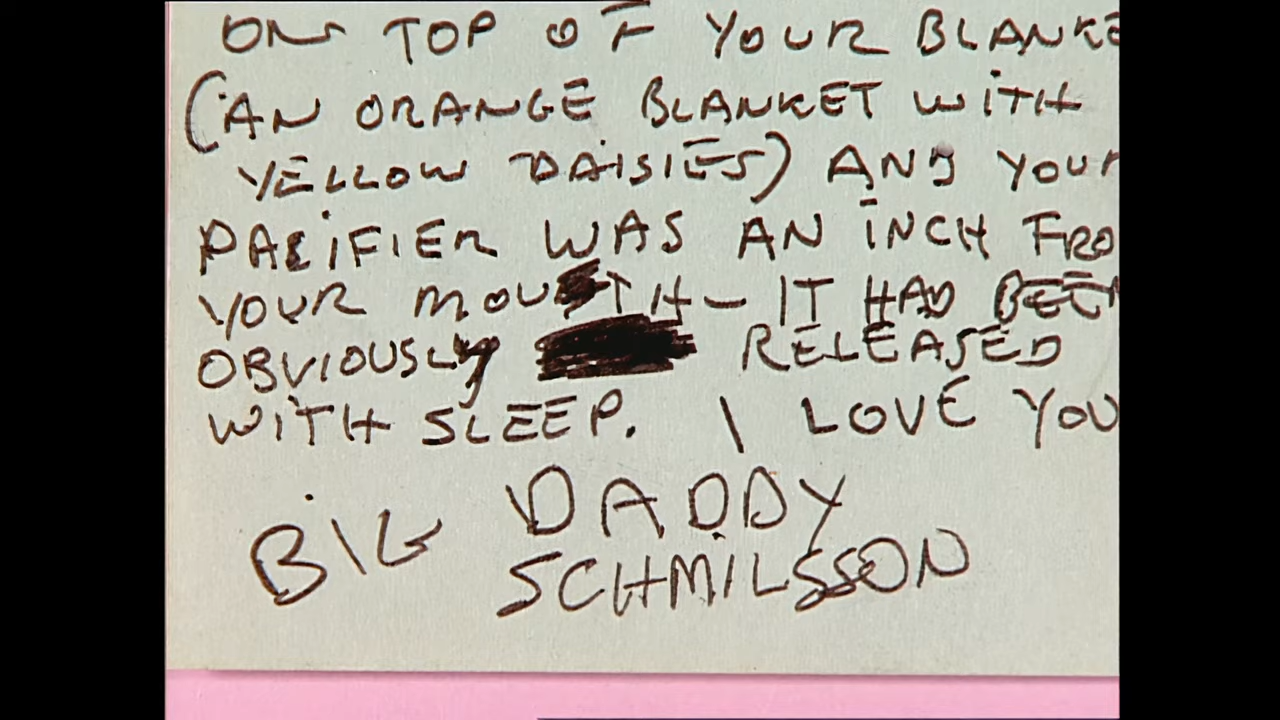 ON TOP OF YOUR BLANKE
(AN ORANGE BLANKET WITH
YELLOW DAISIES) AND YOUR
PACIFIER WAS AN INCH FRO
YOUR MOUTH - IT HAD BEEN
OBVIOUSLY RELEASED
WITH SLEEP. I LOVE YOU
DADDY
BIG SCHMILSSON